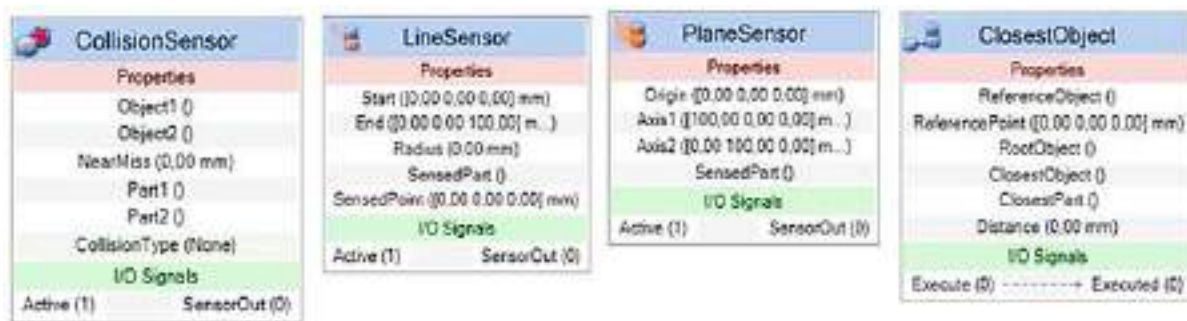 CollisionSensor
Properties
Object1 ()
Object2 ()
NearMiss (0,00 mm)
Part1 ()
Part2 ()
CollisionType (None)
I/O Signals
Active (1) SensorOut (0)
LineSensor
Properties
Start ([0,00 0,00 0,00] mm)
End ([0.00 0.00 100.00] m...)
Radius (0.00 mm)
SensedPart ()
SensedPoint ([0.00 0.00 0.00] mm)
I/O Signals
Active (1) SensorOut (0)
PlaneSensor
Properties
Origin ([0.00 0,00 0.00] mm)
Axis1 ([100,00 0,00 0,00] m...)
Axis2 ([0.00 100.00 0,00] m...)
SensedPart ()
I/O Signals
Active (1) SensorOut (0)
ClosestObject
Properties
ReferenceObject ()
ReferencePoint ([0.00 0.00 0.00] mm)
RootObject ()
ClosestObject ()
ClosestPart ()
Distance (0,00 mm)
I/O Signals
Execute (0) Executed (0)